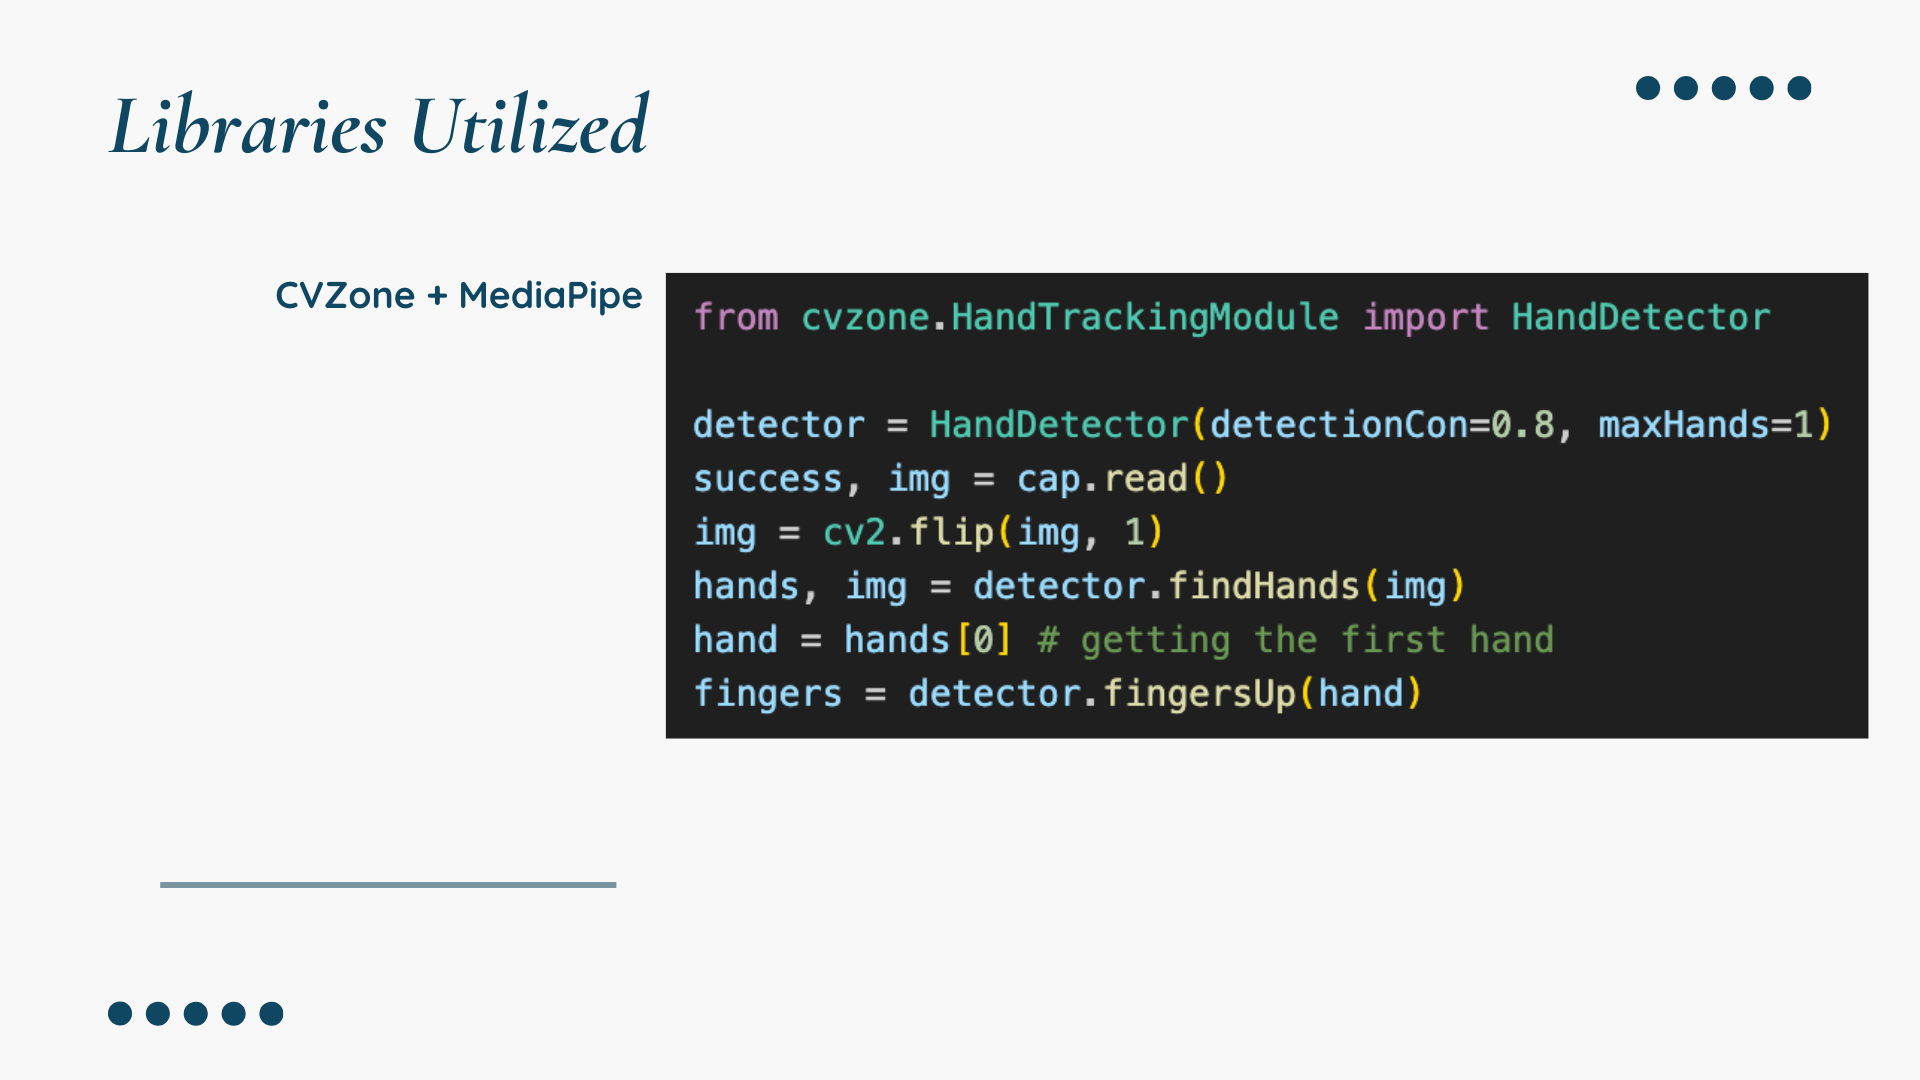 Libraries Utilized
CVZone + MediaPipe
from cvzone.HandTrackingModule import HandDetector
detector = HandDetector(detectionCon=0.8, maxHands=1)
success, img = cap.read()
img = cv2.flip(img, 1)
hands, img = detector.findHands(img)
hand = hands[0] # getting the first hand
fingers = detector.fingersUp(hand)